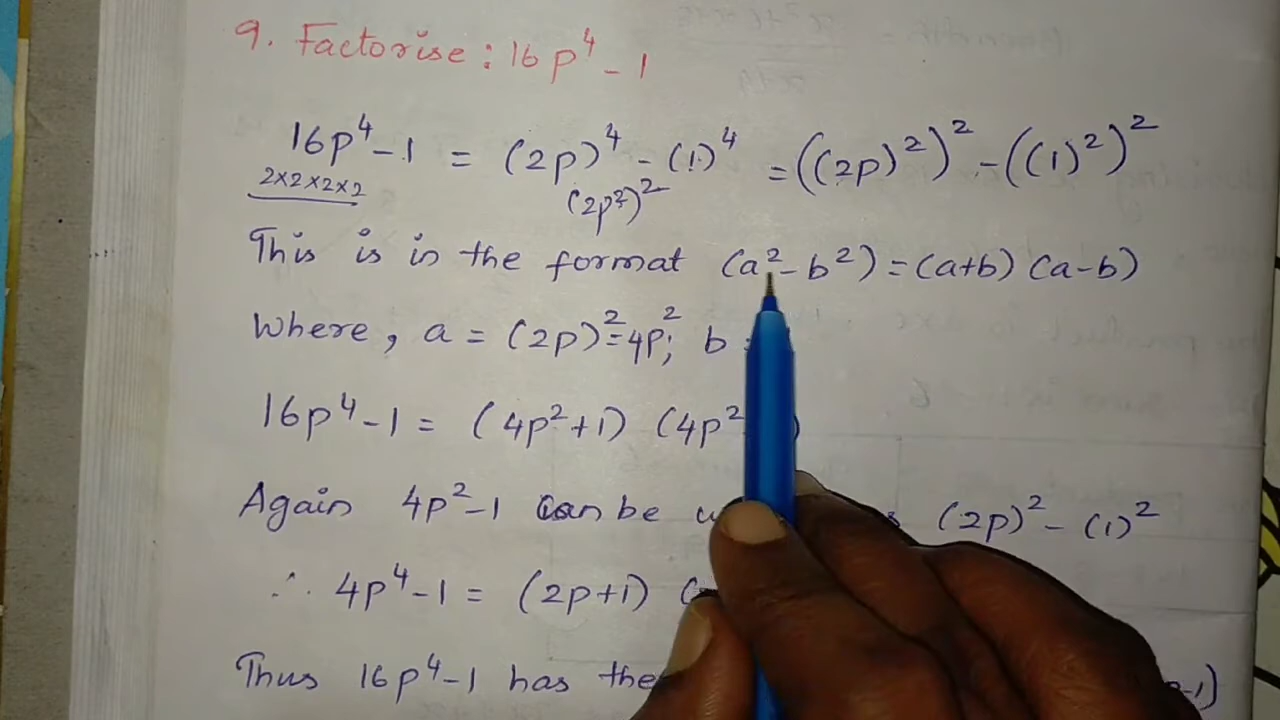 9. Factorise : 16p⁴ - 1
16p⁴ - 1 = (2p)⁴ - (1)⁴ = ((2p)²)² - ((1)²)²
2×2×2×2 (2p²)²
This is in the format (a² - b²) = (a+b) (a-b)
Where, a = (2p)² = 4p²; b
16p⁴ - 1 = (4p² + 1) (4p² )
Again 4p² - 1 can be (2p)² - (1)²
∴ 4p⁴ - 1 = (2p+1) (
Thus 16p⁴ - 1 has -1)